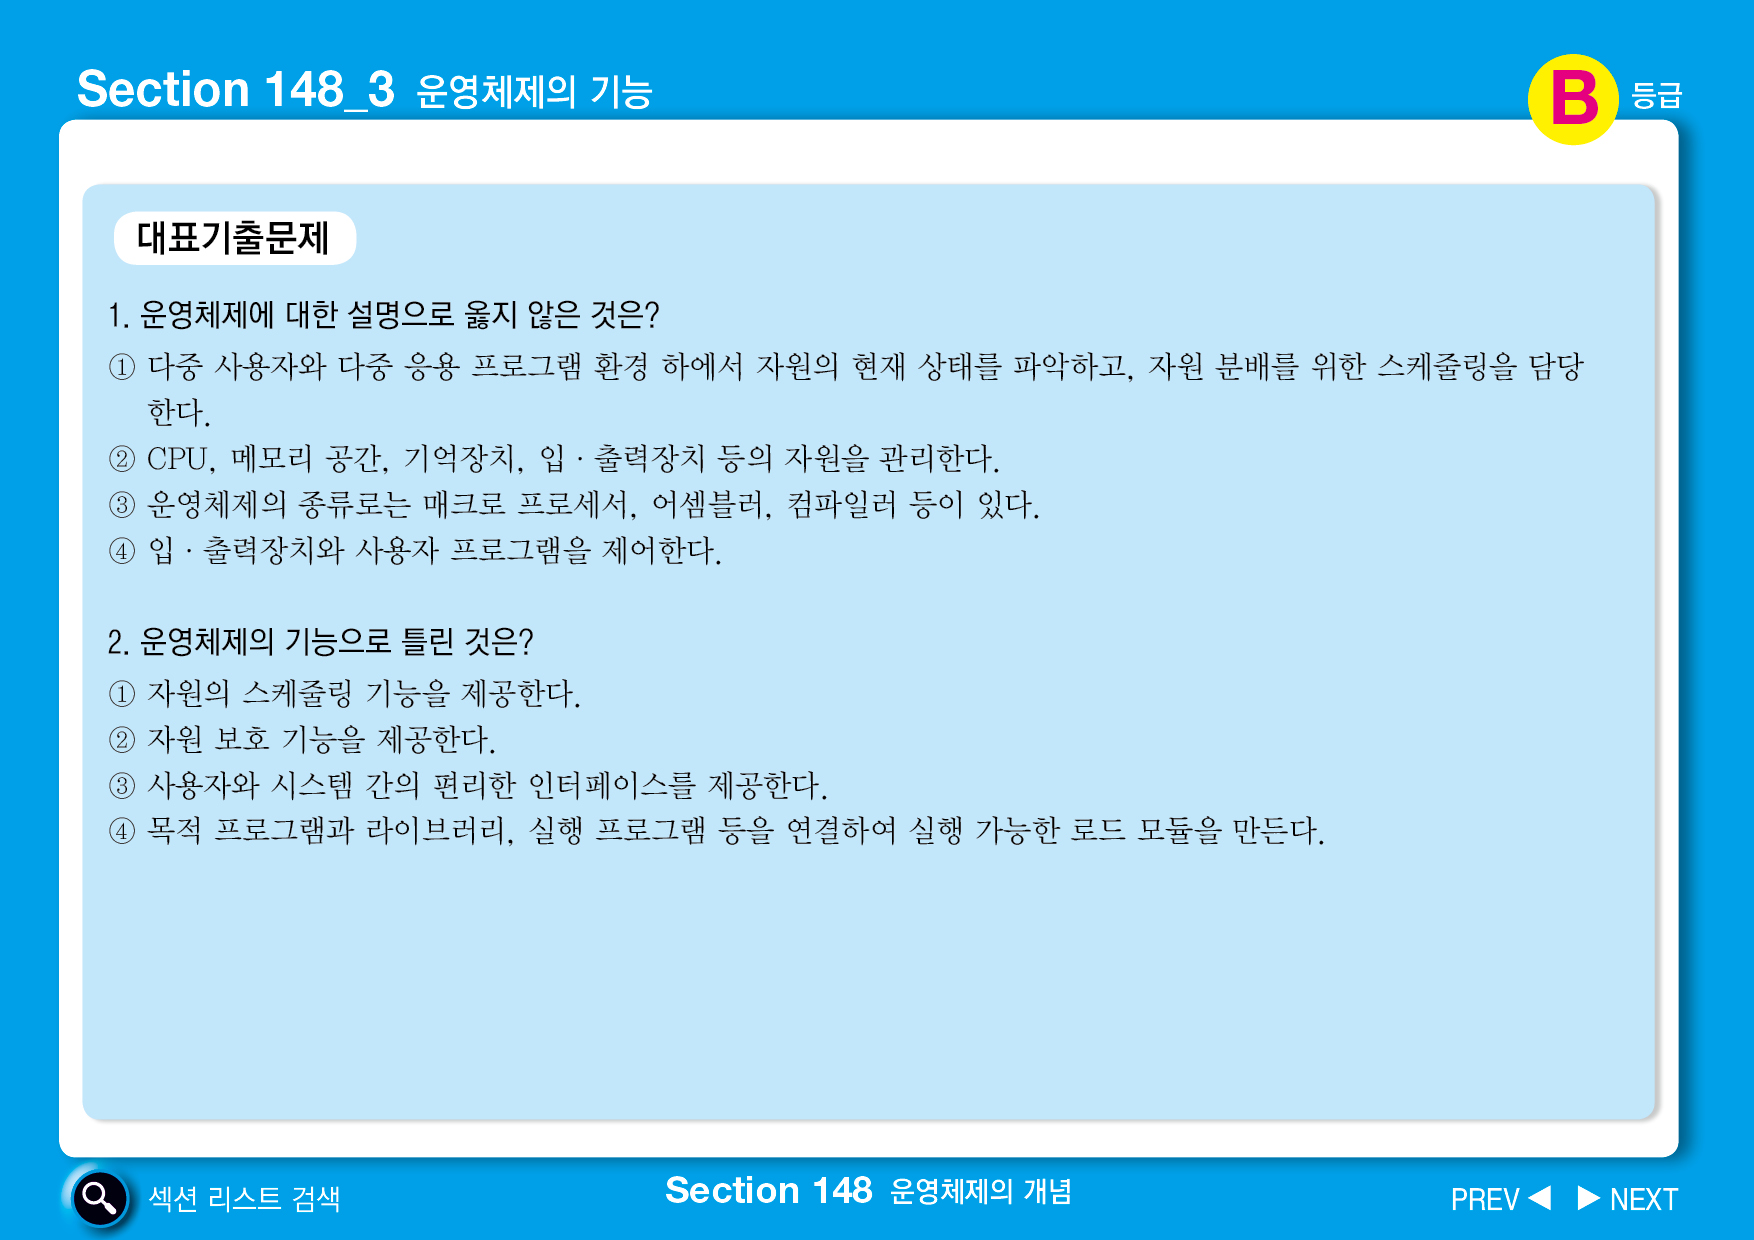 Section 148_3 운영체제의 기능
B 등급
대표기출문제
1. 운영체제에 대한 설명으로 옳지 않은 것은?
① 다중 사용자와 다중 응용 프로그램 환경 하에서 자원의 현재 상태를 파악하고, 자원 분배를 위한 스케줄링을 담당
한다.
② CPU, 메모리 공간, 기억장치, 입·출력장치 등의 자원을 관리한다.
③ 운영체제의 종류로는 매크로 프로세서, 어셈블러, 컴파일러 등이 있다.
④ 입·출력장치와 사용자 프로그램을 제어한다.
2. 운영체제의 기능으로 틀린 것은?
① 자원의 스케줄링 기능을 제공한다.
② 자원 보호 기능을 제공한다.
③ 사용자와 시스템 간의 편리한 인터페이스를 제공한다.
④ 목적 프로그램과 라이브러리, 실행 프로그램 등을 연결하여 실행 가능한 로드 모듈을 만든다.
섹션 리스트 검색
Section 148 운영체제의 개념
PREV ◀ ▶ NEXT